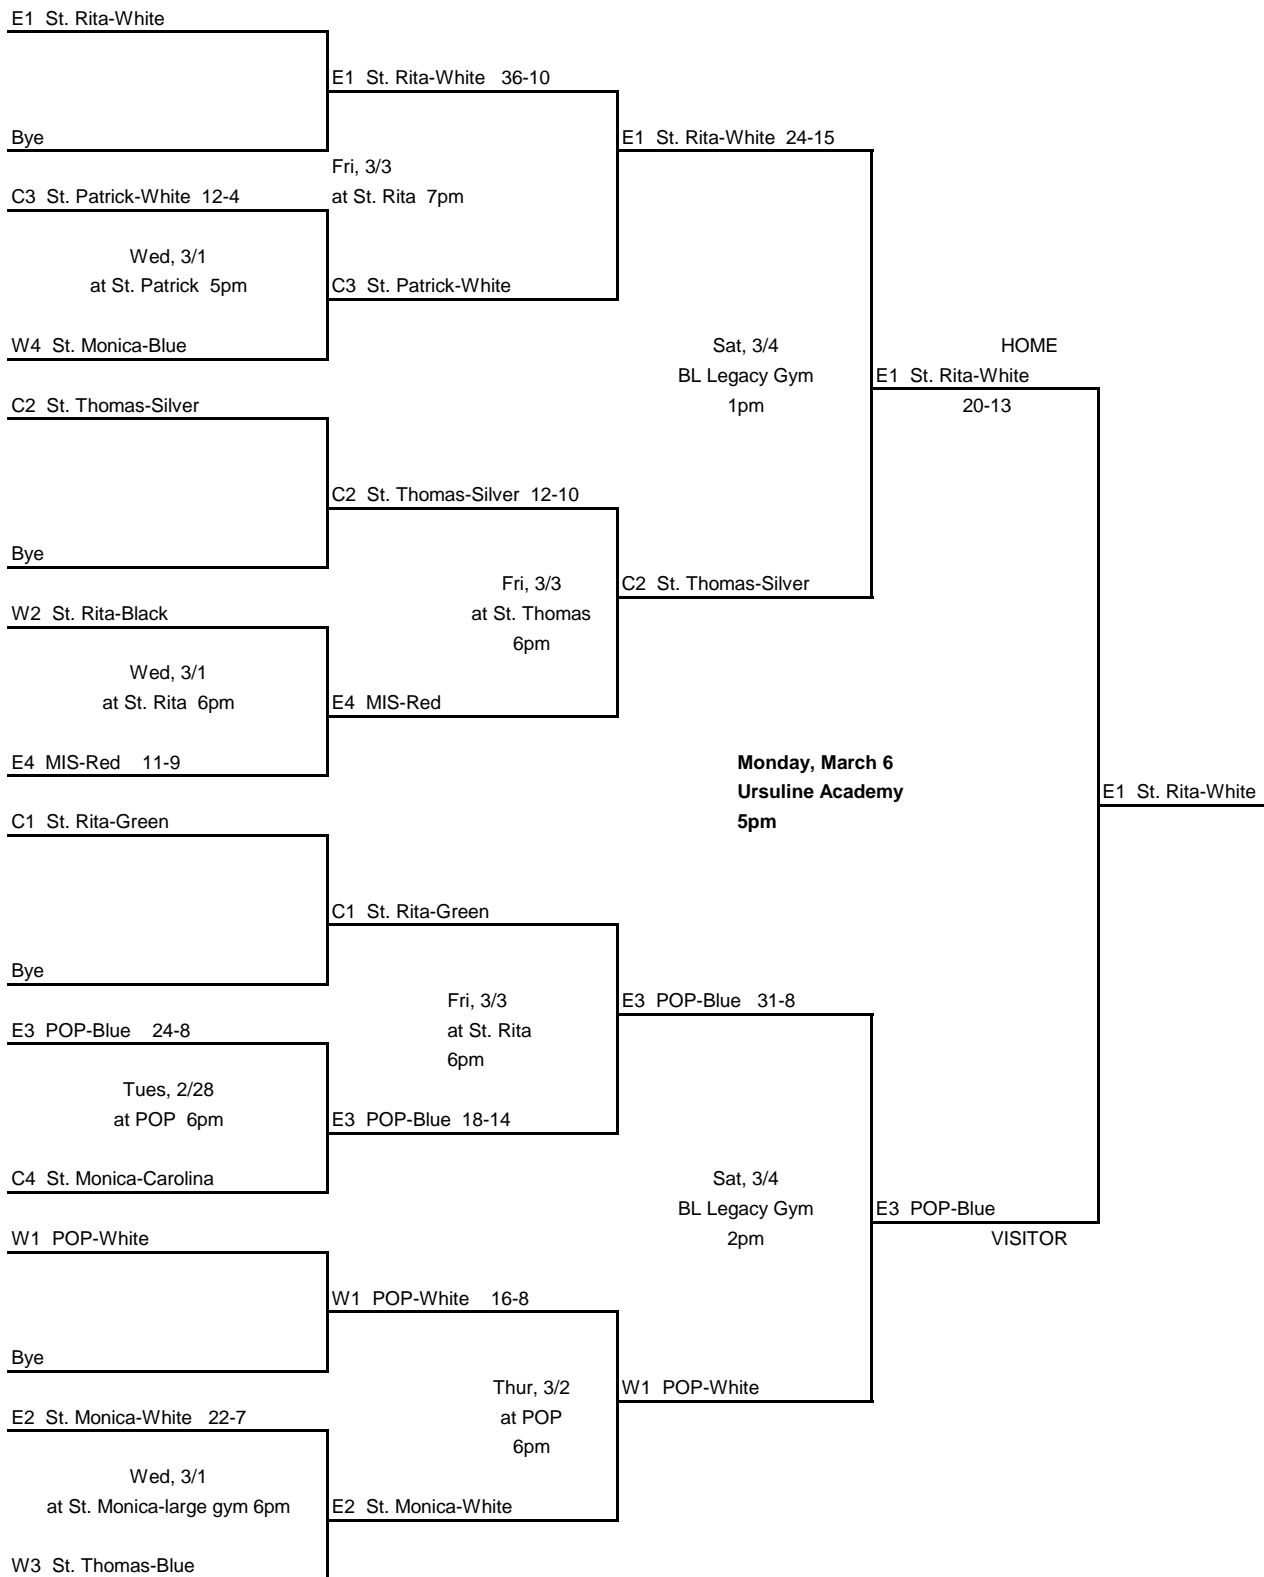 E1 St. Rita-White
E1 St. Rita-White 36-10
Bye
E1 St. Rita-White 24-15
Fri, 3/3
at St. Rita 7pm
C3 St. Patrick-White 12-4
Wed, 3/1
at St. Patrick 5pm
C3 St. Patrick-White
W4 St. Monica-Blue
Sat, 3/4
BL Legacy Gym
1pm
HOME
E1 St. Rita-White
20-13
C2 St. Thomas-Silver
C2 St. Thomas-Silver 12-10
Bye
Fri, 3/3
at St. Thomas
6pm
C2 St. Thomas-Silver
W2 St. Rita-Black
Wed, 3/1
at St. Rita 6pm
E4 MIS-Red
E4 MIS-Red 11-9
Monday, March 6
Ursuline Academy
5pm
E1 St. Rita-White
C1 St. Rita-Green
C1 St. Rita-Green
Bye
Fri, 3/3
at St. Rita
6pm
E3 POP-Blue 31-8
E3 POP-Blue 24-8
Tues, 2/28
at POP 6pm
E3 POP-Blue 18-14
C4 St. Monica-Carolina
Sat, 3/4
BL Legacy Gym
2pm
E3 POP-Blue
VISITOR
W1 POP-White
W1 POP-White 16-8
Bye
Thur, 3/2
at POP
6pm
W1 POP-White
E2 St. Monica-White 22-7
Wed, 3/1
at St. Monica-large gym 6pm
E2 St. Monica-White
W3 St. Thomas-Blue